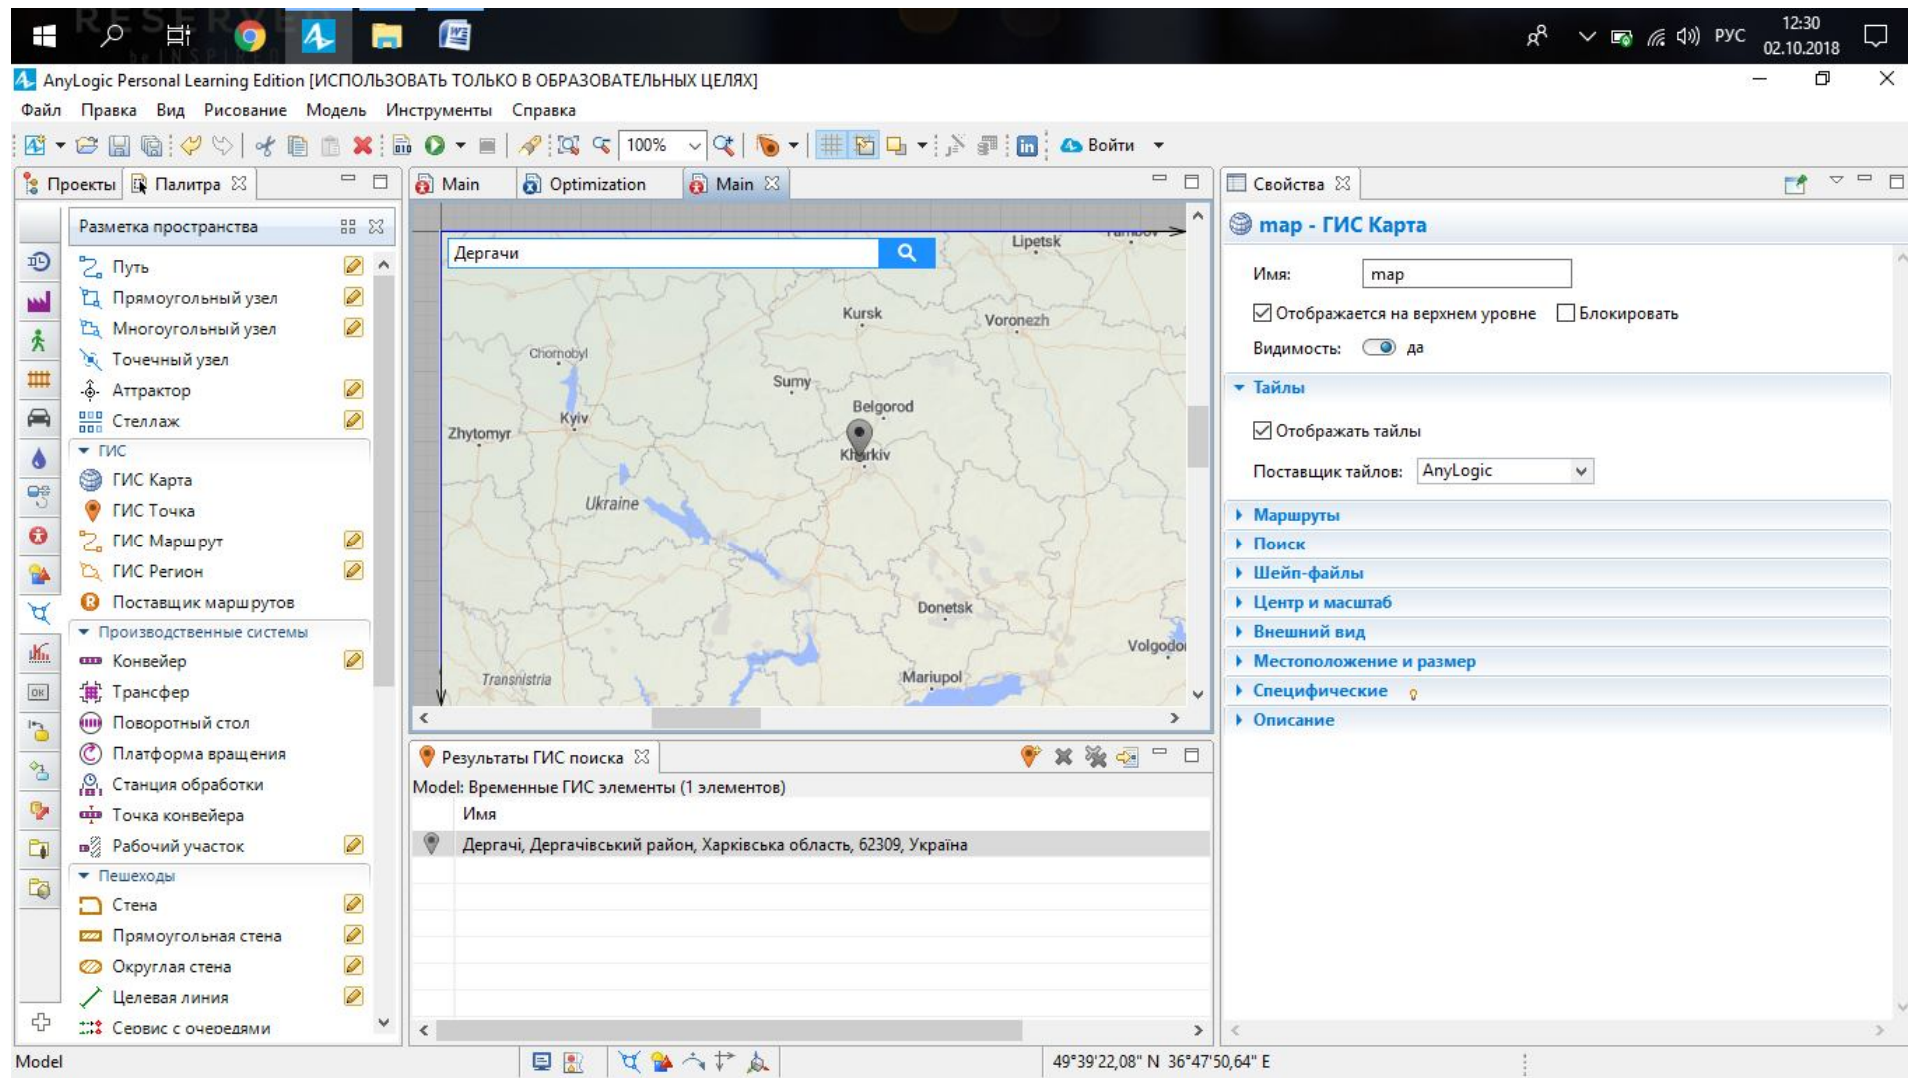 RESERVED
be INSPIRED
РУС
12:30
02.10.2018
AnyLogic Personal Learning Edition [ИСПОЛЬЗОВАТЬ ТОЛЬКО В ОБРАЗОВАТЕЛЬНЫХ ЦЕЛЯХ]
Файл Правка Вид Рисование Модель Инструменты Справка
100%
Войти
Проекты Палитра
Разметка пространства
Путь
Прямоугольный узел
Многоугольный узел
Точечный узел
Аттрактор
Стеллаж
ГИС
ГИС Карта
ГИС Точка
ГИС Маршрут
ГИС Регион
Поставщик маршрутов
Производственные системы
Конвейер
Трансфер
Поворотный стол
Платформа вращения
Станция обработки
Точка конвейера
Рабочий участок
Пешеходы
Стена
Прямоугольная стена
Округлая стена
Целевая линия
Сервис с очередями
Main Optimization Main
Дергачи
Lipetsk
Kursk
Voronezh
Chornobyl
Sumy
Belgorod
Kyiv
Zhytomyr
Kharkiv
Ukraine
Donetsk
Volgodo
Transnistria
Mariupol
Результаты ГИС поиска
Model: Временные ГИС элементы (1 элементов)
Имя
Дергачі, Дергачівський район, Харківська область, 62309, Україна
Свойства
map - ГИС Карта
Имя: map
Отображается на верхнем уровне Блокировать
Видимость: да
Тайлы
Отображать тайлы
Поставщик тайлов: AnyLogic
Маршруты
Поиск
Шейп-файлы
Центр и масштаб
Внешний вид
Местоположение и размер
Специфические
Описание
Model
49°39'22,08" N 36°47'50,64" E